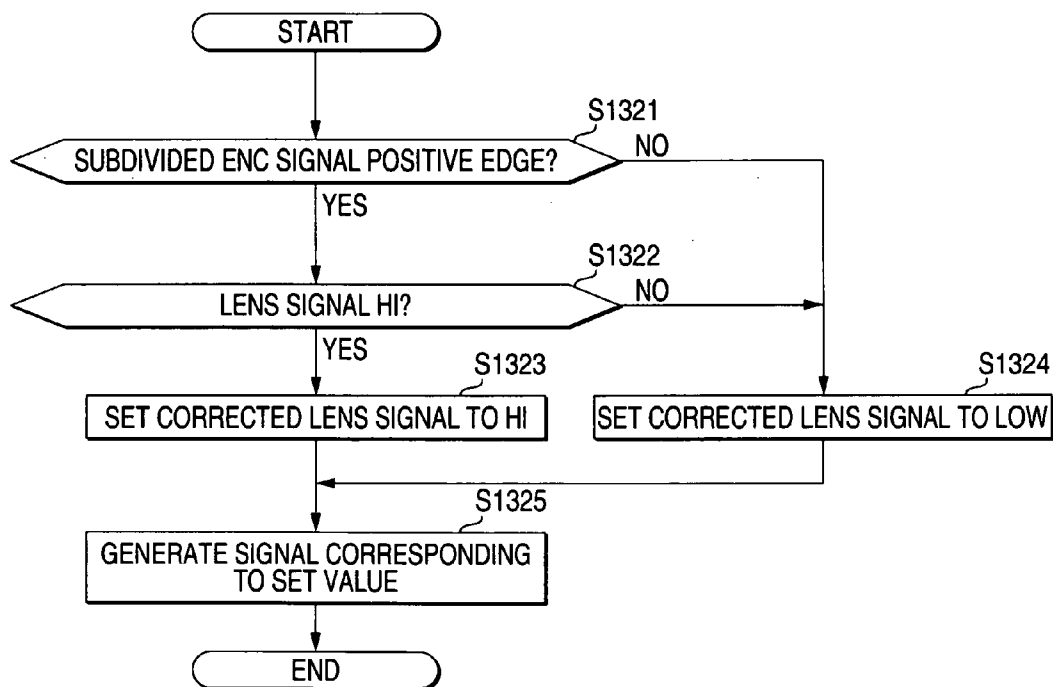 START
S1321
SUBDIVIDED ENC SIGNAL POSITIVE EDGE?
NO
YES
S1322
LENS SIGNAL HI?
NO
YES
S1323
SET CORRECTED LENS SIGNAL TO HI
S1324
SET CORRECTED LENS SIGNAL TO LOW
S1325
GENERATE SIGNAL CORRESPONDING
TO SET VALUE
END